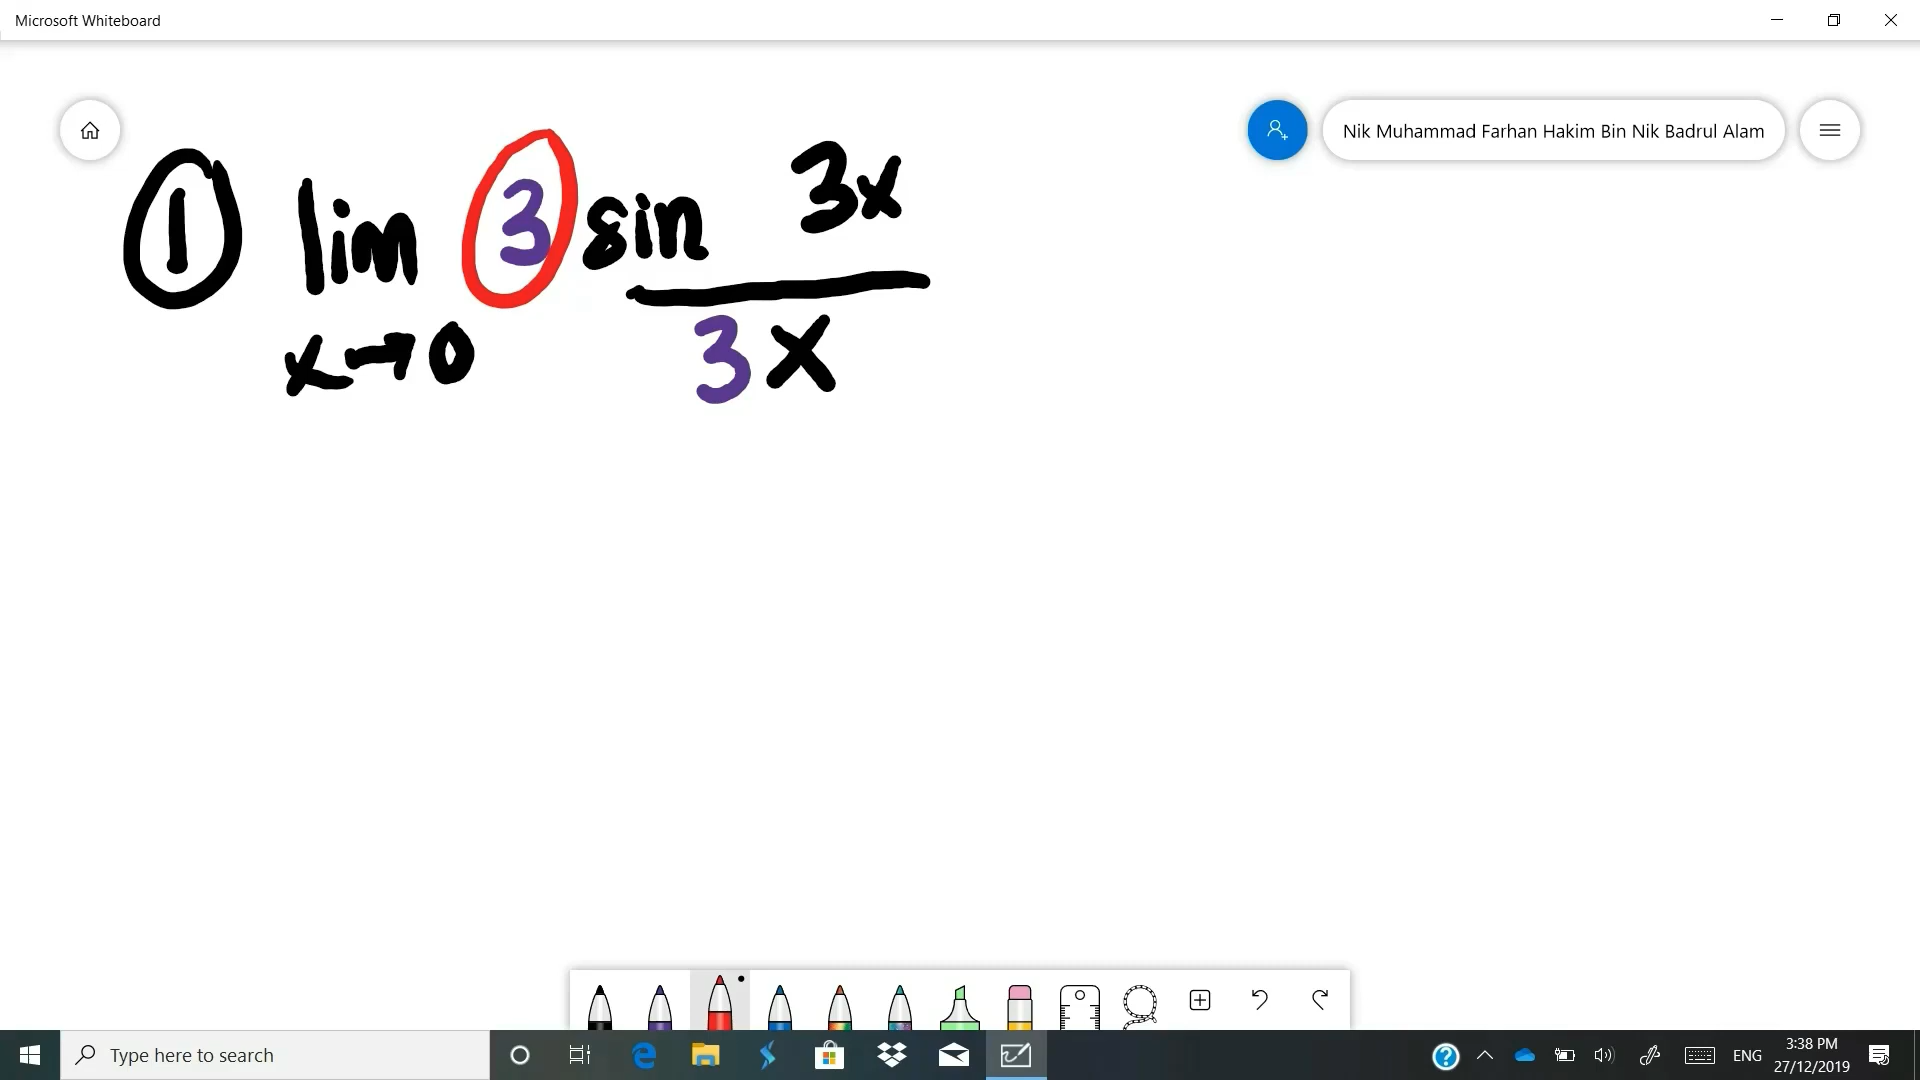 Microsoft Whiteboard
Nik Muhammad Farhan Hakim Bin Nik Badrul Alam
① lim 3 sin 3x
x→0 3x
Type here to search
ENG
3:38 PM
27/12/2019